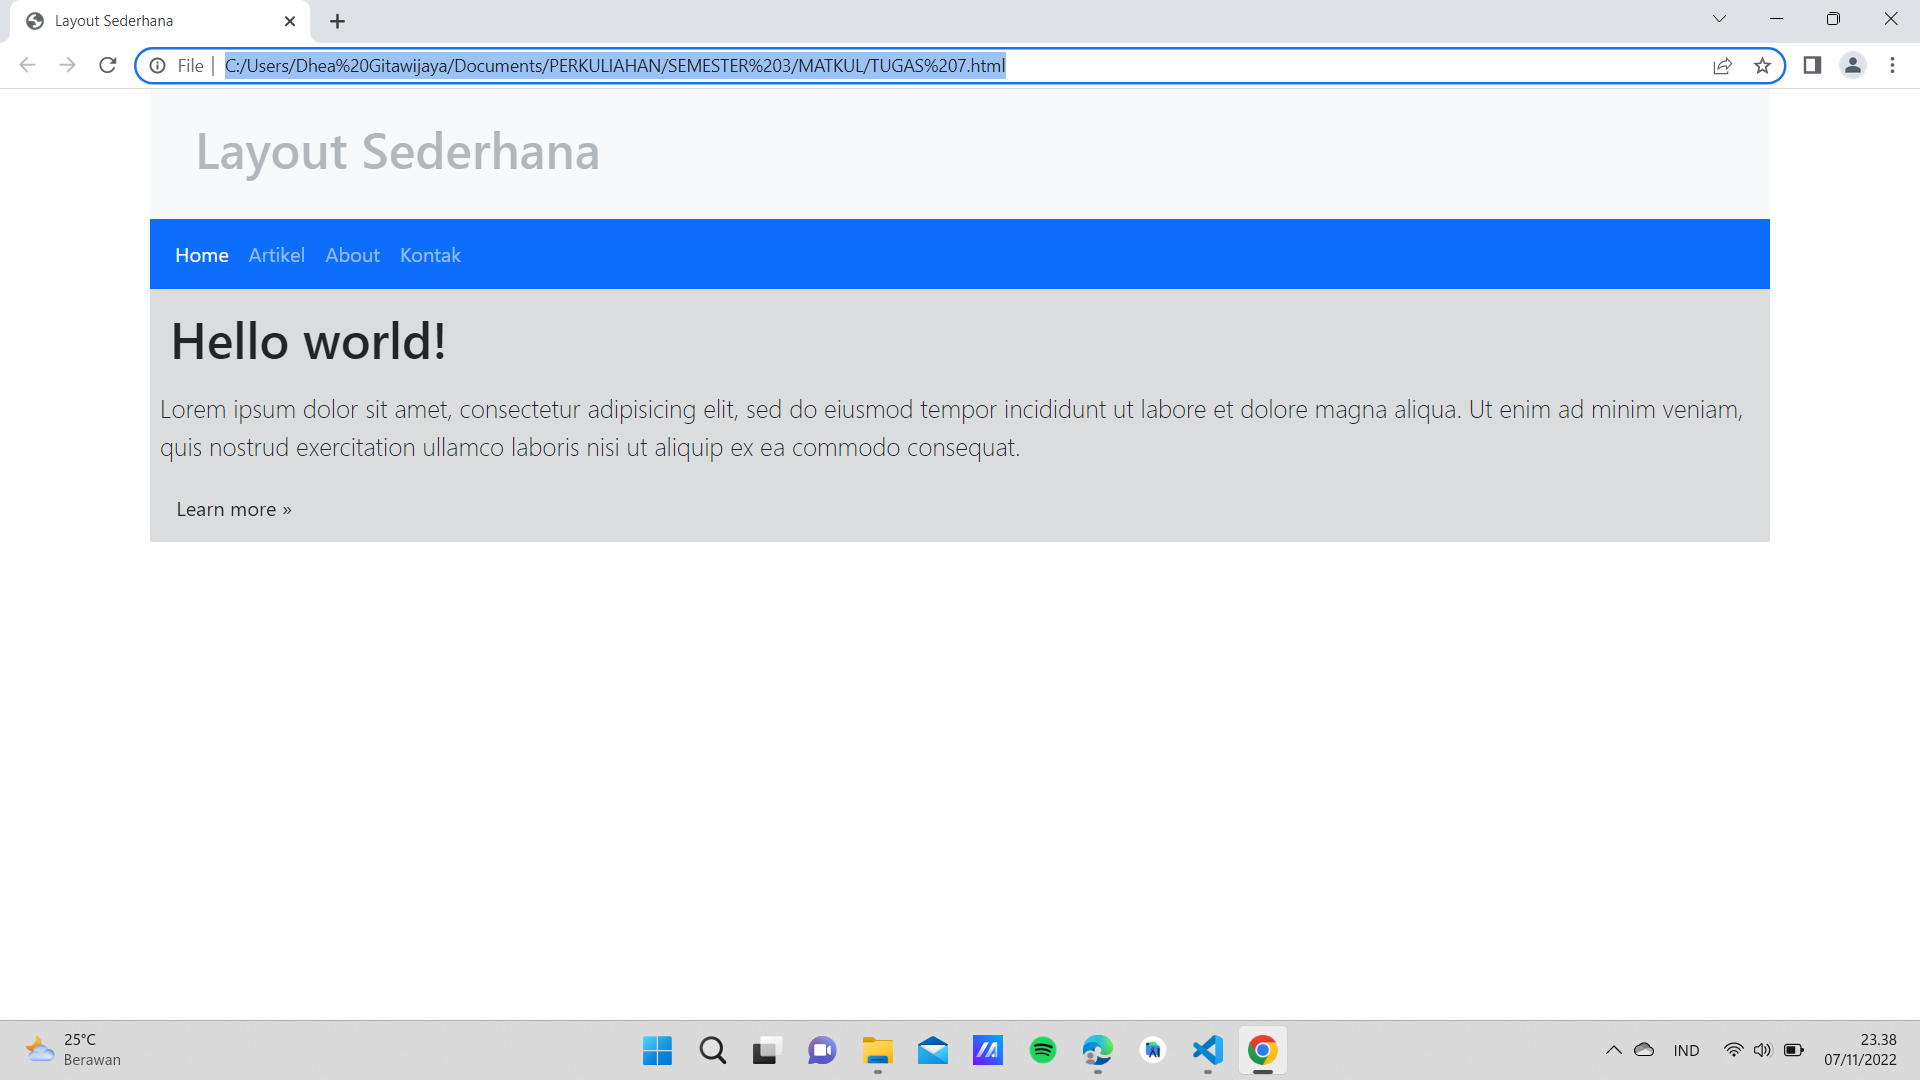 Layout Sederhana
File
C:/Users/Dhea%20Gitawijaya/Documents/PERKULIAHAN/SEMESTER%203/MATKUL/TUGAS%207.html
Layout Sederhana
Home Artikel About Kontak
Hello world!
Lorem ipsum dolor sit amet, consectetur adipisicing elit, sed do eiusmod tempor incididunt ut labore et dolore magna aliqua. Ut enim ad minim veniam,
quis nostrud exercitation ullamco laboris nisi ut aliquip ex ea commodo consequat.
Learn more »
25°C
Berawan
IND
23.38
07/11/2022